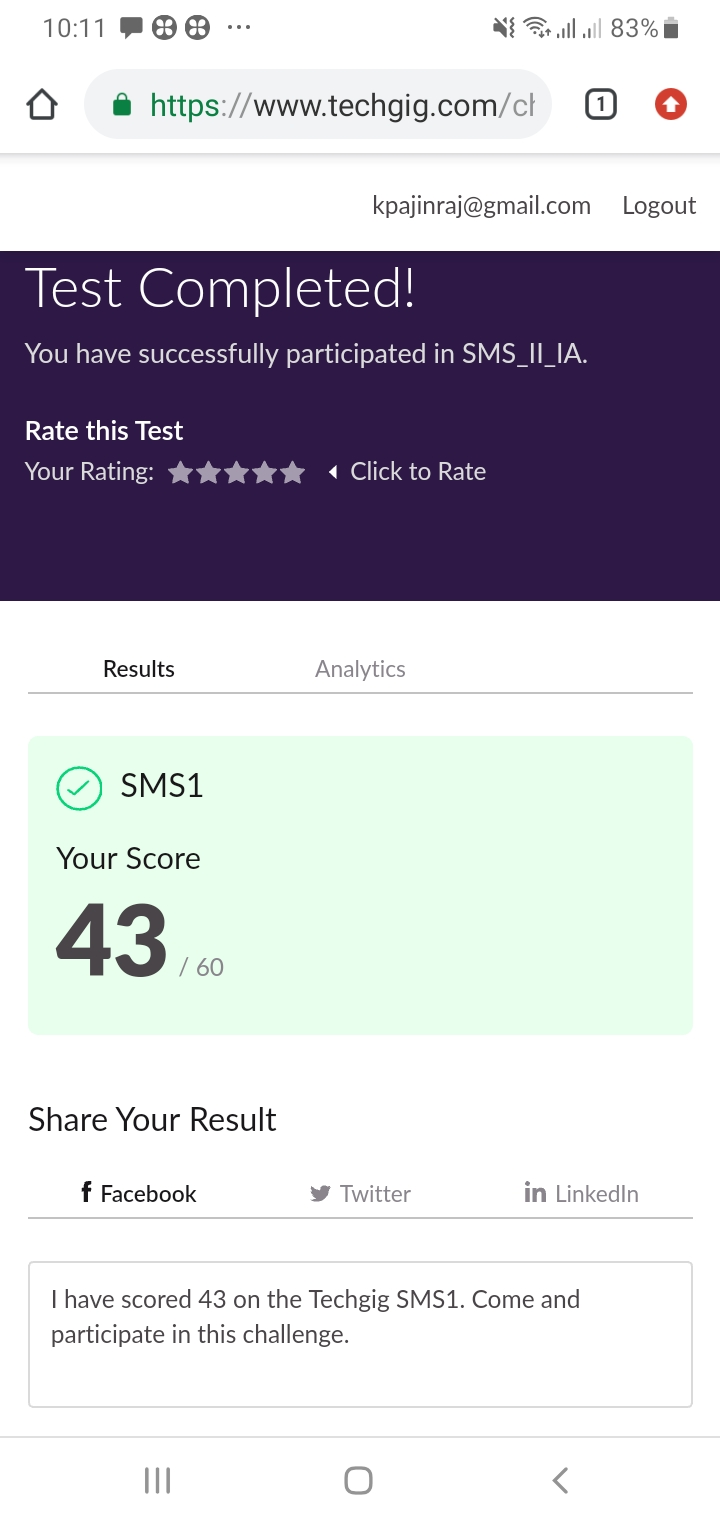 10:11
83%
1
https://www.techgig.com/ch
kpajinraj@gmail.com Logout
Test Completed!
You have successfully participated in SMS_II_IA.
Rate this Test
Your Rating: Click to Rate
Results Analytics
SMS1
Your Score
43 / 60
Share Your Result
Facebook Twitter LinkedIn
I have scored 43 on the Techgig SMS1. Come and
participate in this challenge.